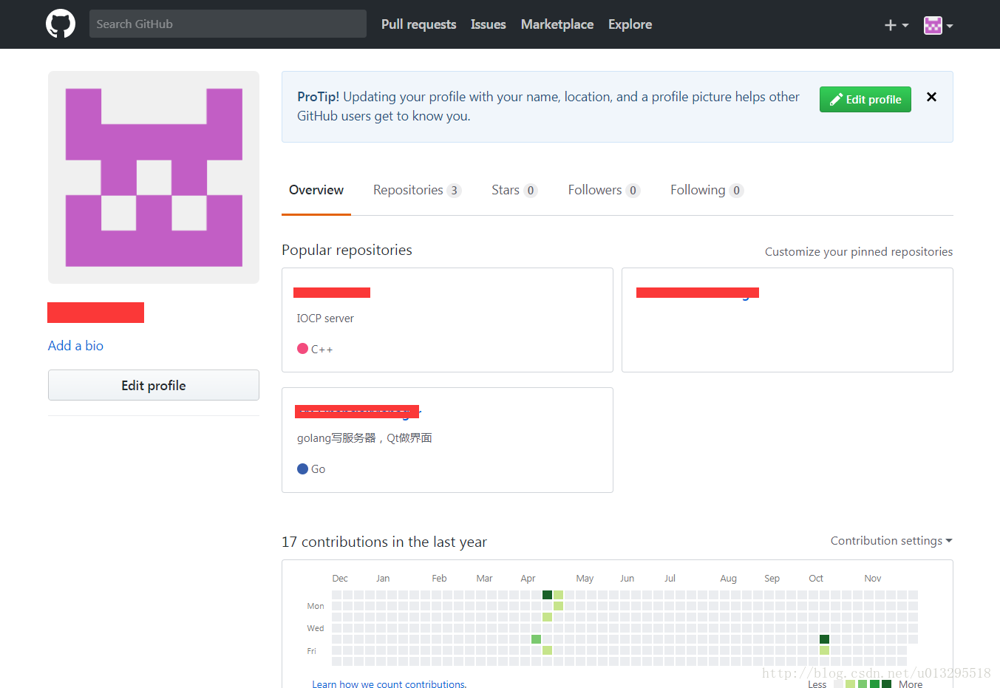 Search GitHub
Pull requests
Issues
Marketplace
Explore
ProTip! Updating your profile with your name, location, and a profile picture helps other
GitHub users get to know you.
Edit profile
Overview
Repositories 3
Stars 0
Followers 0
Following 0
Add a bio
Edit profile
Popular repositories
Customize your pinned repositories
IOCP server
C++
golang写服务器，Qt做界面
Go
17 contributions in the last year
Contribution settings
Dec Jan Feb Mar Apr May Jun Jul Aug Sep Oct Nov
Mon
Wed
Fri
Learn how we count contributions.
Less
More
http://blog.csdn.net/u013295518